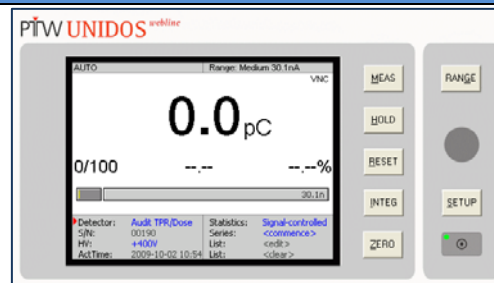 PTW UNIDOS webline
AUTO Range: Medium 30.1nA
VNC
0.0 pC
0/100 --.-- --.--%
30.1n
Detector: Audit TPR/Dose Statistics: Signal-controlled
S/N: 00190 Series: <commence>
HV: +400V List: <edit>
ActTime: 2009-10-02 10:54 List: <clear>
MEAS
HOLD
RESET
INTEG
ZERO
RANGE
SETUP